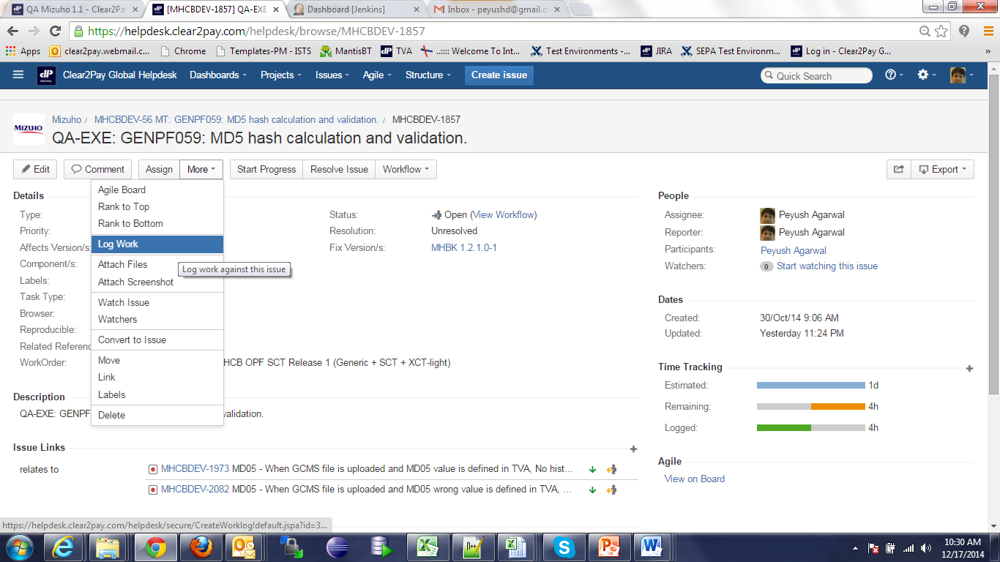 QA Mizuho 1.1 - Clear2Pay
[MHCBDEV-1857] QA-EXE
Dashboard [Jenkins]
Inbox - peyushd@gmail.c
https://helpdesk.clear2pay.com/helpdesk/browse/MHCBDEV-1857
Apps
clear2pay.webmail.c...
Chrome
Templates-PM - ISTS
MantisBT
TVA
..:::: Welcome To Int...
Test Environments -...
JIRA
SEPA Test Environm...
Log in - Clear2Pay G...
»
Clear2Pay Global Helpdesk
Dashboards
Projects
Issues
Agile
Structure
Create issue
Quick Search
MIZUHO
Mizuho / MHCBDEV-56 MT: GENPF059: MD5 hash calculation and validation. / MHCBDEV-1857
QA-EXE: GENPF059: MD5 hash calculation and validation.
Edit
Comment
Assign
More
Start Progress
Resolve Issue
Workflow
Export
Agile Board
Rank to Top
Rank to Bottom
Log Work
Attach Files
Attach Screenshot
Watch Issue
Watchers
Convert to Issue
Move
Link
Labels
Delete
Log work against this issue
Details
Type:
Priority:
Affects Version/s:
Component/s:
Labels:
Task Type:
Browser:
Reproducible:
Related Referenc
WorkOrder:
HCB OPF SCT Release 1 (Generic + SCT + XCT-light)
Status:
Open (View Workflow)
Resolution:
Unresolved
Fix Version/s:
MHBK 1.2.1.0-1
Description
QA-EXE: GENPF
validation.
Issue Links
relates to
MHCBDEV-1973 MD05 - When GCMS file is uploaded and MD05 value is defined in TVA, No hist...
MHCBDEV-2082 MD05 - When GCMS file is uploaded and MD05 wrong value is defined in TVA, ...
People
Assignee:
Peyush Agarwal
Reporter:
Peyush Agarwal
Participants:
Peyush Agarwal
Watchers:
0 Start watching this issue
Dates
Created:
30/Oct/14 9:06 AM
Updated:
Yesterday 11:24 PM
Time Tracking
Estimated:
1d
Remaining:
4h
Logged:
4h
Agile
View on Board
https://helpdesk.clear2pay.com/helpdesk/secure/CreateWorklog!default.jspa?id=3...
10:30 AM
12/17/2014